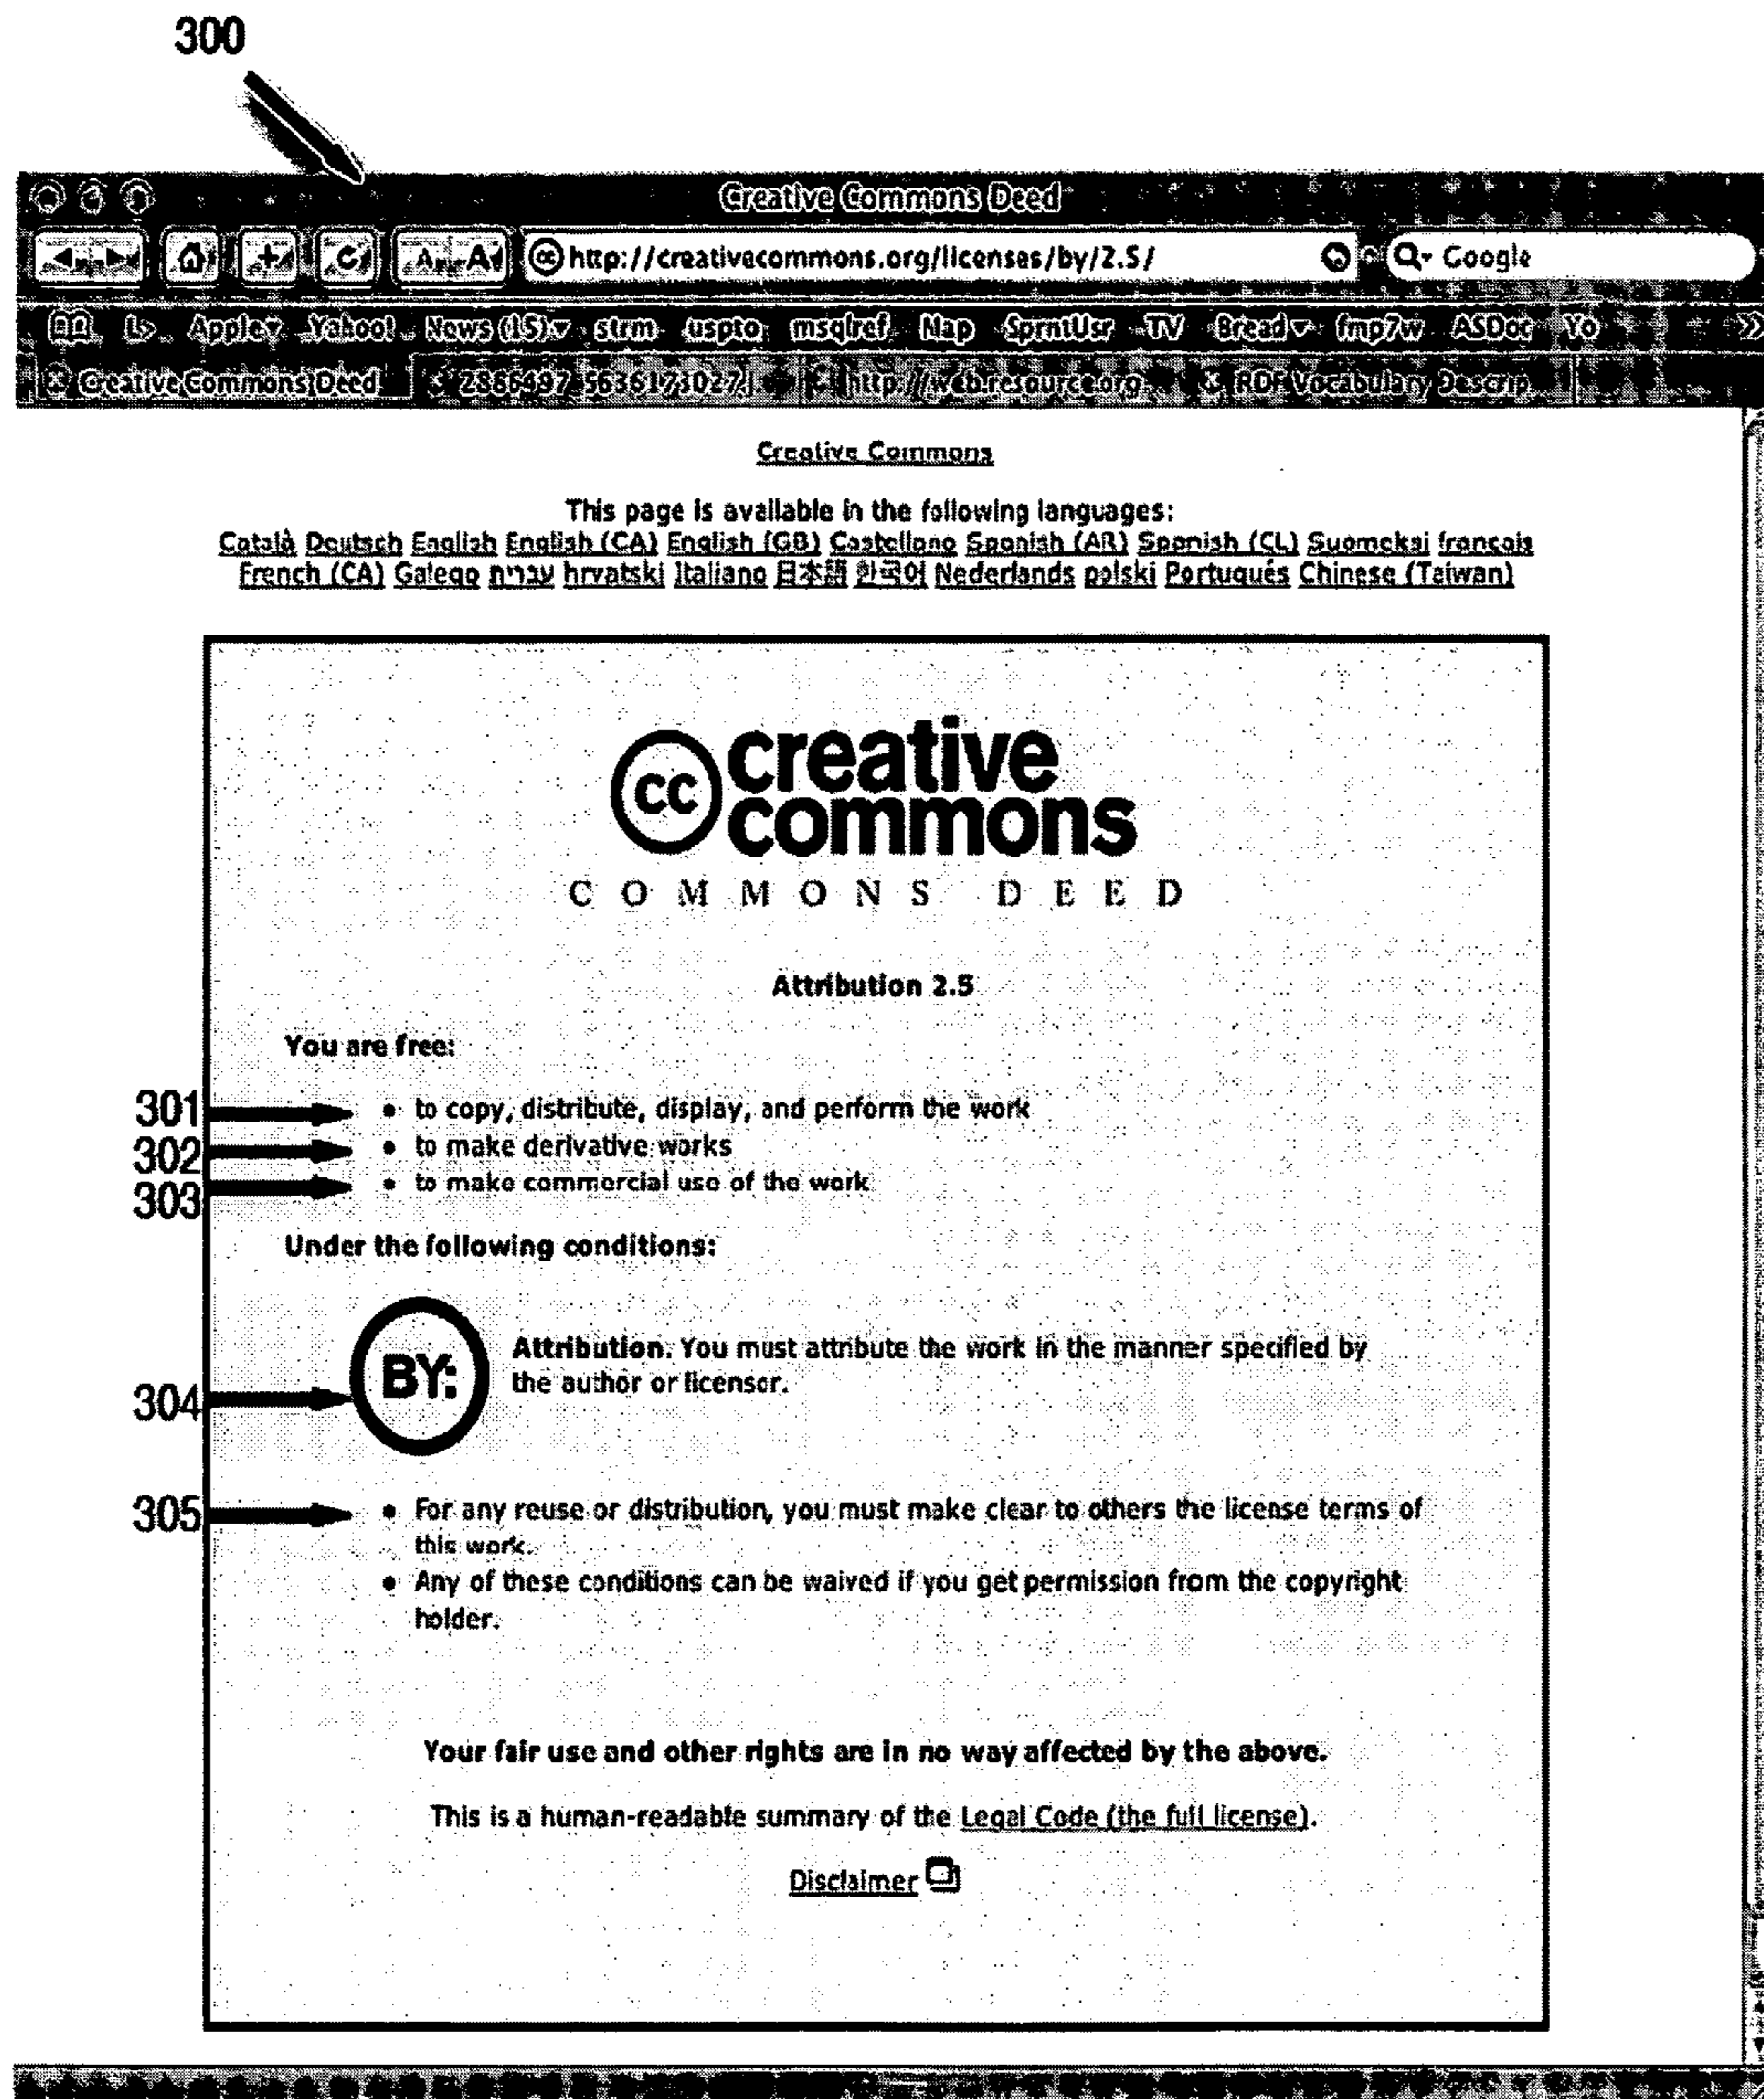 300
Creative Commons Deed
http://creativecommons.org/licenses/by/2.5/ Google
Apple Yahoo! News (15) strm uspto msqlref Map SprntUsr TV Bread fmp7w ASDoc Yo »
Creative Commons Deed http://web.resource.org RDF Vocabulary Descrip
Creative Commons
This page is available in the following languages:
Català Deutsch English English (CA) English (GB) Castellano Spanish (AR) Spanish (CL) Suomeksi français
French (CA) Galego עברית hrvatski Italiano 日本語 한국어 Nederlands polski Português Chinese (Taiwan)
cc creative
commons
COMMONS DEED
Attribution 2.5
You are free:
301 • to copy, distribute, display, and perform the work
302 • to make derivative works
303 • to make commercial use of the work
Under the following conditions:
BY: Attribution. You must attribute the work in the manner specified by
304 the author or licensor.
305 • For any reuse or distribution, you must make clear to others the license terms of
this work.
• Any of these conditions can be waived if you get permission from the copyright
holder.
Your fair use and other rights are in no way affected by the above.
This is a human-readable summary of the Legal Code (the full license).
Disclaimer